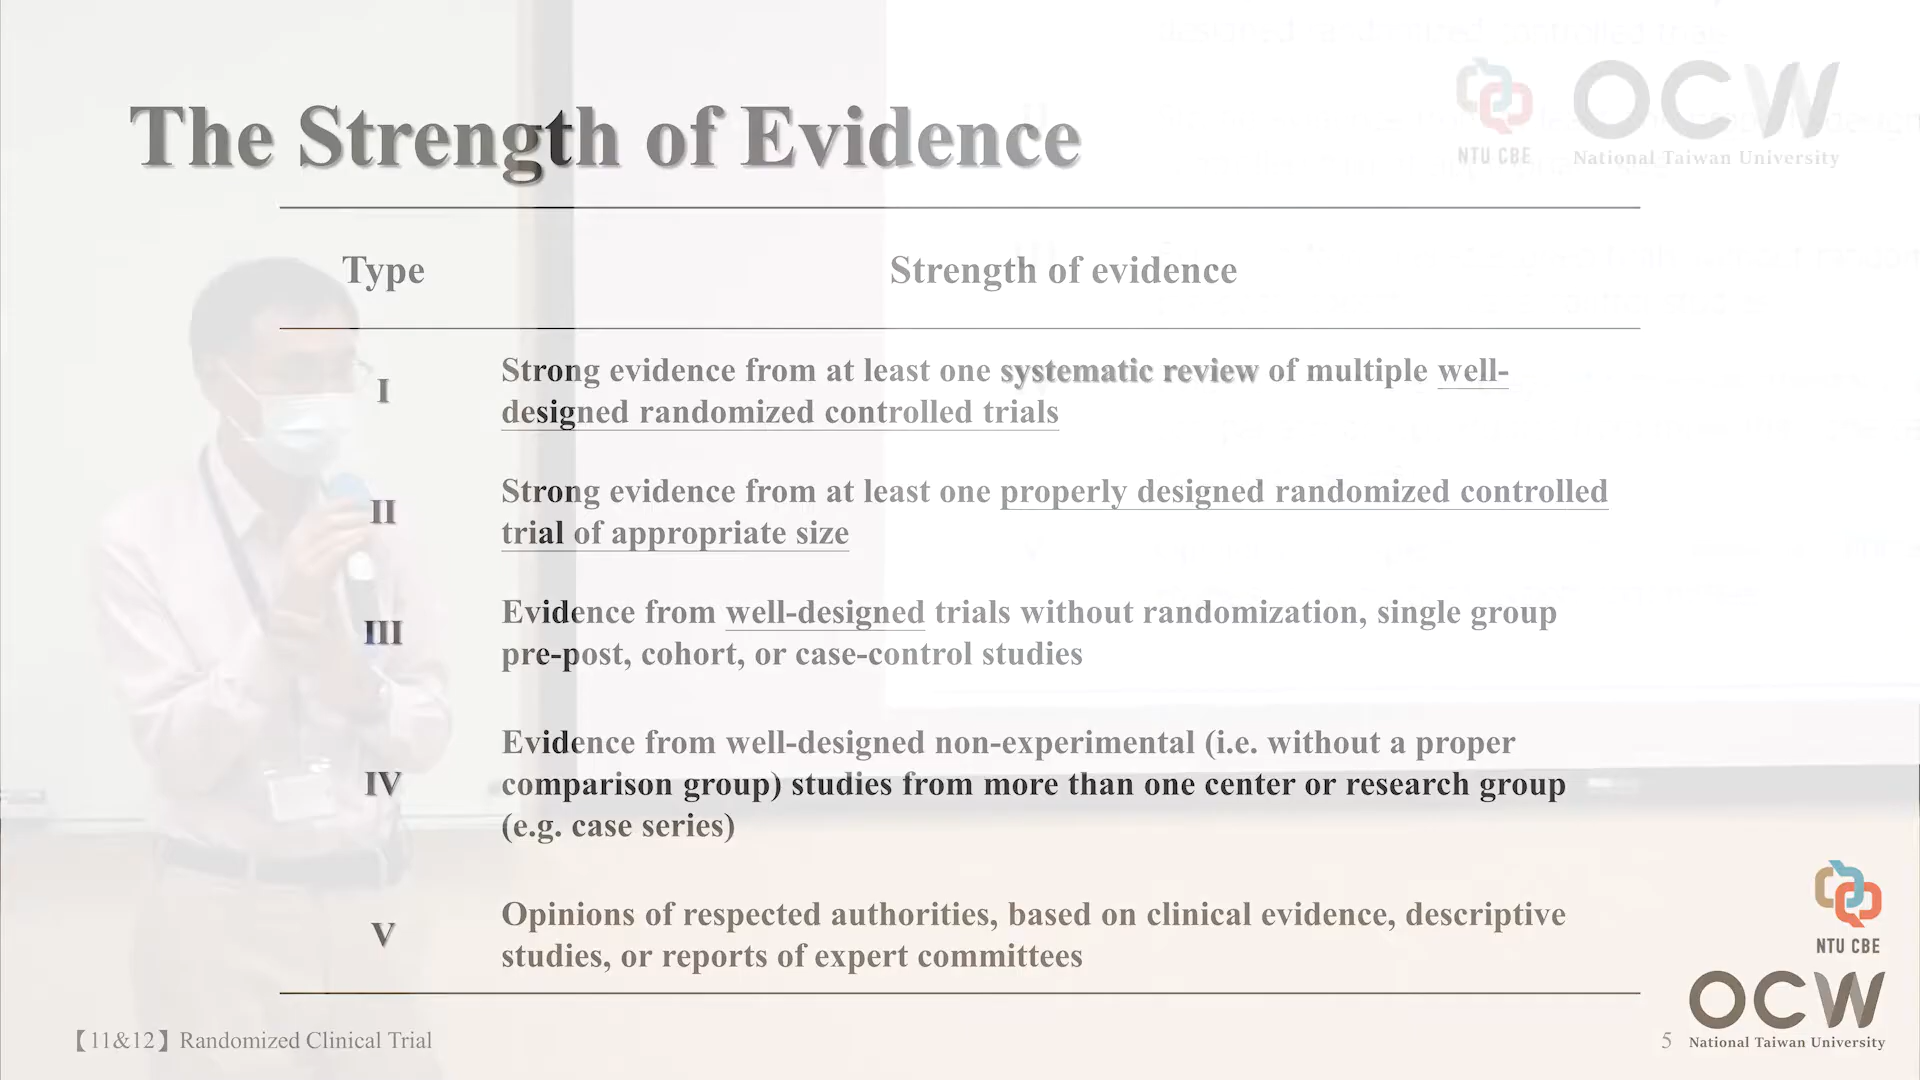 The Strength of Evidence
NTU CBE
OCW
National Taiwan University
Type
Strength of evidence
I
Strong evidence from at least one systematic review of multiple well-
designed randomized controlled trials
II
Strong evidence from at least one properly designed randomized controlled
trial of appropriate size
III
Evidence from well-designed trials without randomization, single group
pre-post, cohort, or case-control studies
IV
Evidence from well-designed non-experimental (i.e. without a proper
comparison group) studies from more than one center or research group
(e.g. case series)
V
Opinions of respected authorities, based on clinical evidence, descriptive
studies, or reports of expert committees
NTU CBE
OCW
National Taiwan University
【11&12】Randomized Clinical Trial
5